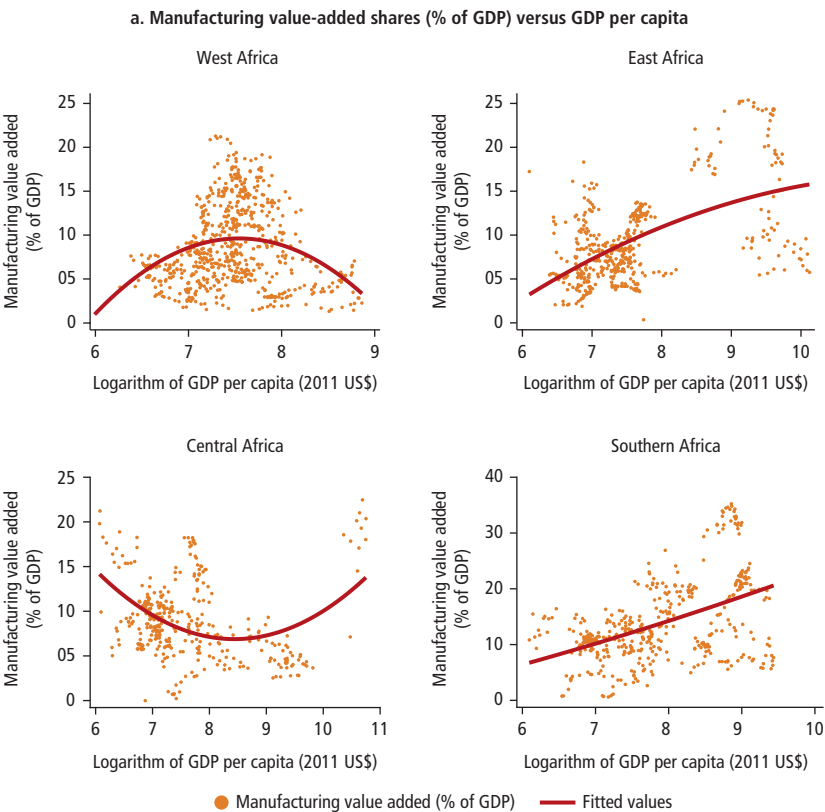 a. Manufacturing value-added shares (% of GDP) versus GDP per capita
West Africa
Manufacturing value added
(% of GDP)
25
20
15
10
05
0
6 7 8 9
Logarithm of GDP per capita (2011 US$)
East Africa
Manufacturing value added
(% of GDP)
25
20
15
10
05
0
6 7 8 9 10
Logarithm of GDP per capita (2011 US$)
Central Africa
Manufacturing value added
(% of GDP)
25
20
15
10
05
0
6 7 8 9 10 11
Logarithm of GDP per capita (2011 US$)
Southern Africa
Manufacturing value added
(% of GDP)
40
30
20
10
0
6 7 8 9 10
Logarithm of GDP per capita (2011 US$)
Manufacturing value added (% of GDP) Fitted values